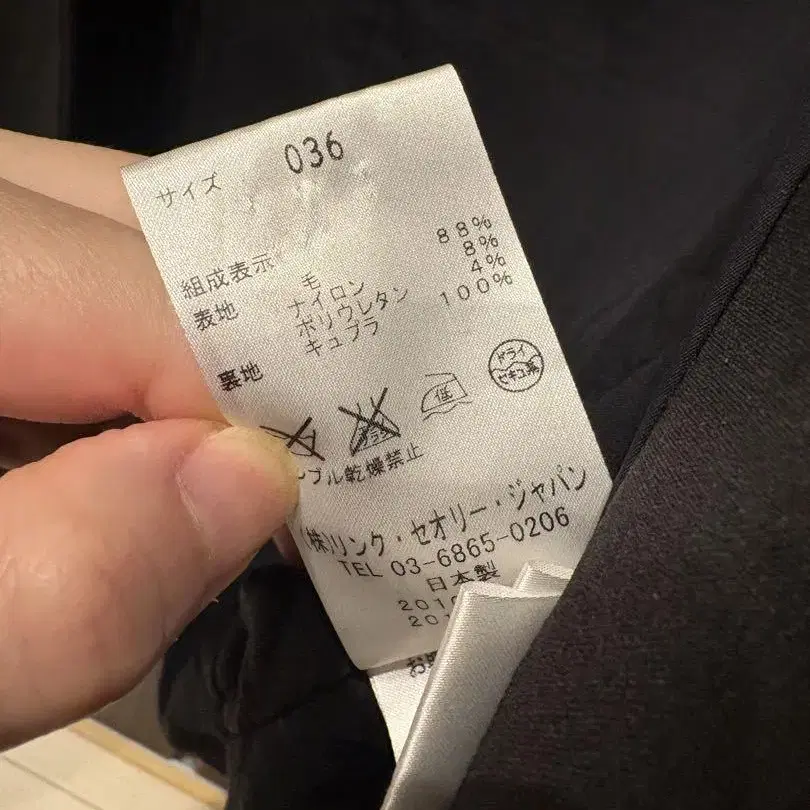 サイズ 036
組成表示
表地 毛 88%
ナイロン 8%
ポリウレタン 4%
裏地 キュプラ 100%
低
ドライ
セキユ系
ブル乾燥禁止
(株)リンク・セオリー・ジャパン
TEL 03-6865-0206
日本製
201
201